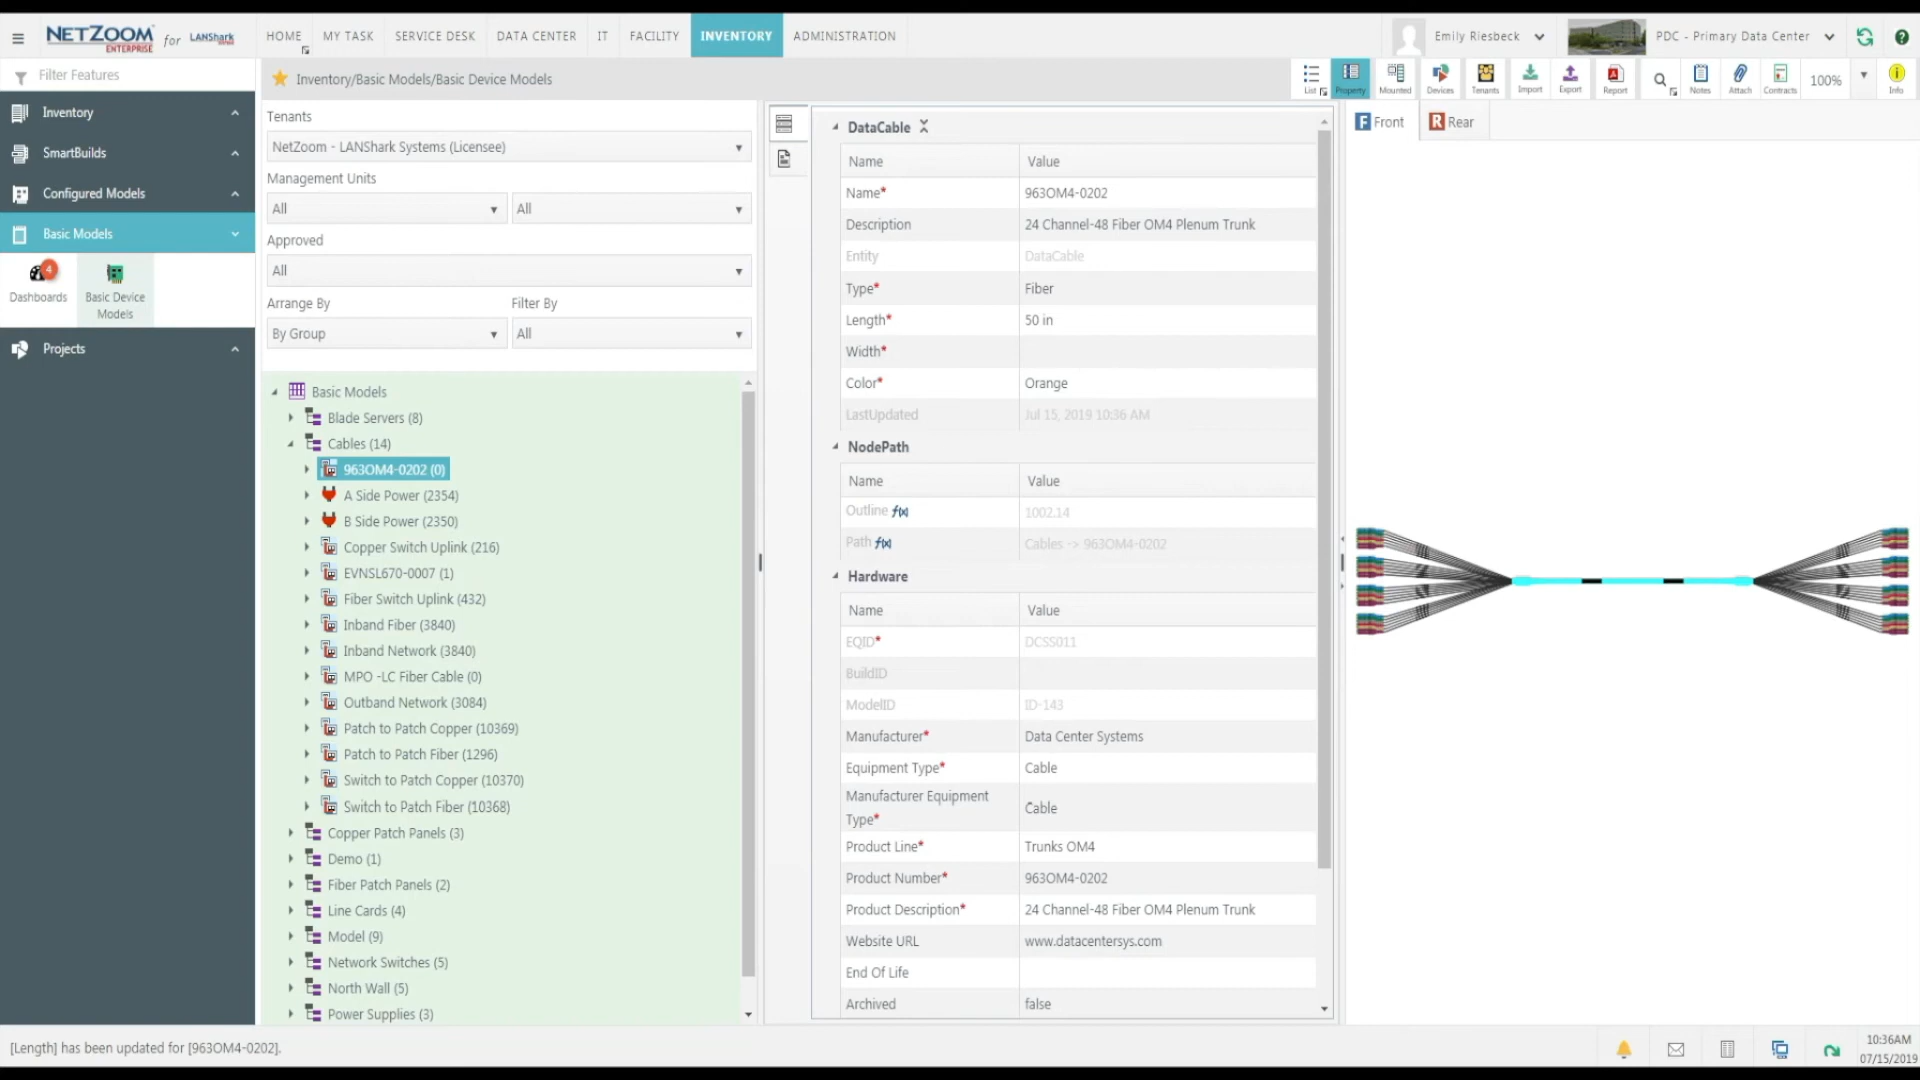 NETZOOM ENTERPRISE for LANShark
HOME MY TASK SERVICE DESK DATA CENTER IT FACILITY INVENTORY ADMINISTRATION
Emily Riesbeck PDC - Primary Data Center
Filter Features
Inventory/Basic Models/Basic Device Models
List Property Mounted Devices Tenants Import Export Report Notes Attach Contracts 100% Info
Inventory
SmartBuilds
Configured Models
Basic Models
4
Dashboards
Basic Device Models
Projects
Tenants
NetZoom - LANShark Systems (Licensee)
Management Units
All All
Approved
All
Arrange By Filter By
By Group All
Basic Models
Blade Servers (8)
Cables (14)
963OM4-0202 (0)
A Side Power (2354)
B Side Power (2350)
Copper Switch Uplink (216)
EVNSL670-0007 (1)
Fiber Switch Uplink (432)
Inband Fiber (3840)
Inband Network (3840)
MPO -LC Fiber Cable (0)
Outband Network (3084)
Patch to Patch Copper (10369)
Patch to Patch Fiber (1296)
Switch to Patch Copper (10370)
Switch to Patch Fiber (10368)
Copper Patch Panels (3)
Demo (1)
Fiber Patch Panels (2)
Line Cards (4)
Model (9)
Network Switches (5)
North Wall (5)
Power Supplies (3)
DataCable
Name Value
Name* 963OM4-0202
Description 24 Channel-48 Fiber OM4 Plenum Trunk
Entity DataCable
Type* Fiber
Length* 50 in
Width*
Color* Orange
LastUpdated Jul 15, 2019 10:36 AM
NodePath
Name Value
Outline f(x) 1002.14
Path f(x) Cables -> 963OM4-0202
Hardware
Name Value
EQID* DCSS011
BuildID
ModelID ID-143
Manufacturer* Data Center Systems
Equipment Type* Cable
Manufacturer Equipment Type* Cable
Product Line* Trunks OM4
Product Number* 963OM4-0202
Product Description* 24 Channel-48 Fiber OM4 Plenum Trunk
Website URL www.datacentersys.com
End Of Life
Archived false
F Front R Rear
[Length] has been updated for [963OM4-0202].
10:36AM
07/15/2019